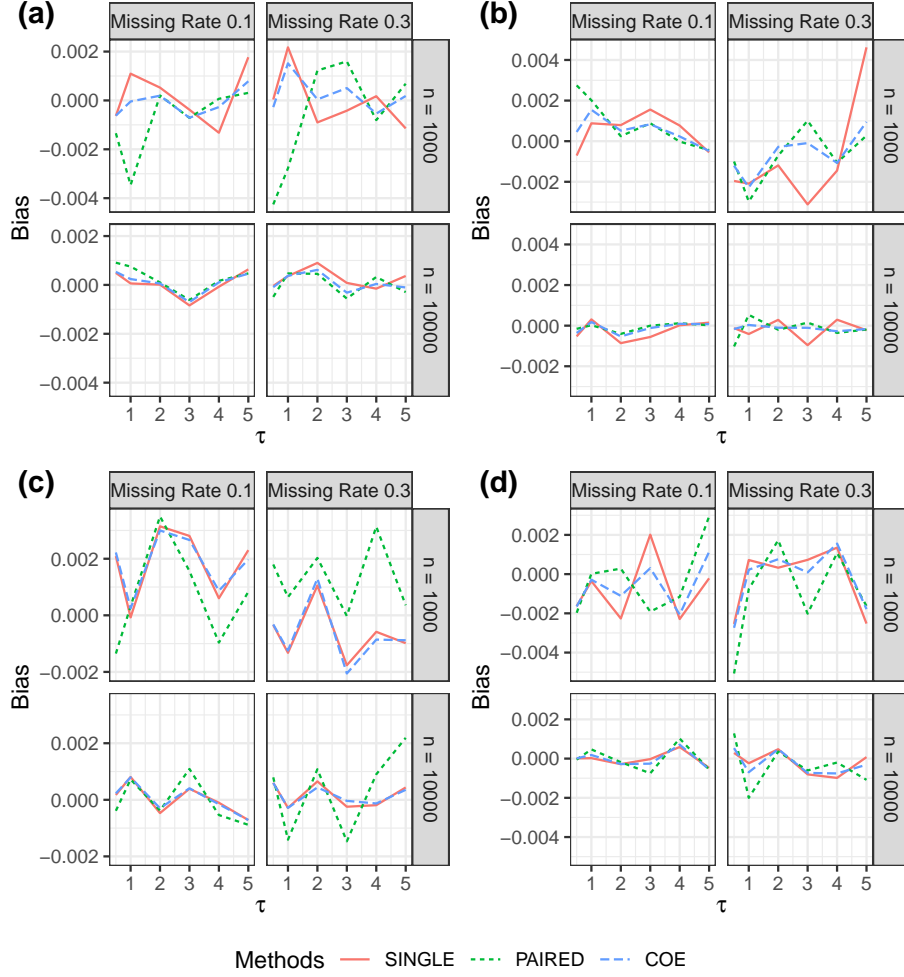 (a)
Missing Rate 0.1
Missing Rate 0.3
Bias
0.002
0.000
−0.002
−0.004
n = 1000
0.002
0.000
−0.002
−0.004
n = 10000
1 2 3 4 5
1 2 3 4 5
τ
(b)
Missing Rate 0.1
Missing Rate 0.3
Bias
0.004
0.002
0.000
−0.002
n = 1000
0.004
0.002
0.000
−0.002
n = 10000
1 2 3 4 5
1 2 3 4 5
τ
(c)
Missing Rate 0.1
Missing Rate 0.3
Bias
0.002
0.000
−0.002
n = 1000
0.002
0.000
−0.002
n = 10000
1 2 3 4 5
1 2 3 4 5
τ
(d)
Missing Rate 0.1
Missing Rate 0.3
Bias
0.002
0.000
−0.002
−0.004
n = 1000
0.002
0.000
−0.002
−0.004
n = 10000
1 2 3 4 5
1 2 3 4 5
τ
Methods SINGLE PAIRED COE